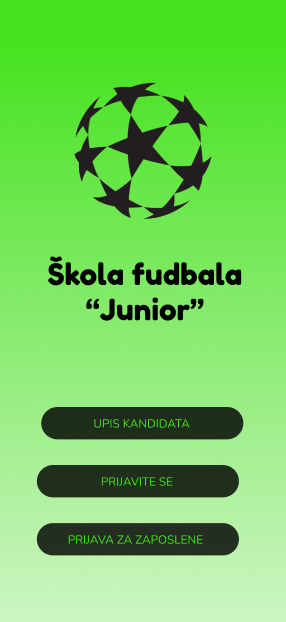 Škola fudbala
“Junior”
UPIS KANDIDATA
PRIJAVITE SE
PRIJAVA ZA ZAPOSLENE